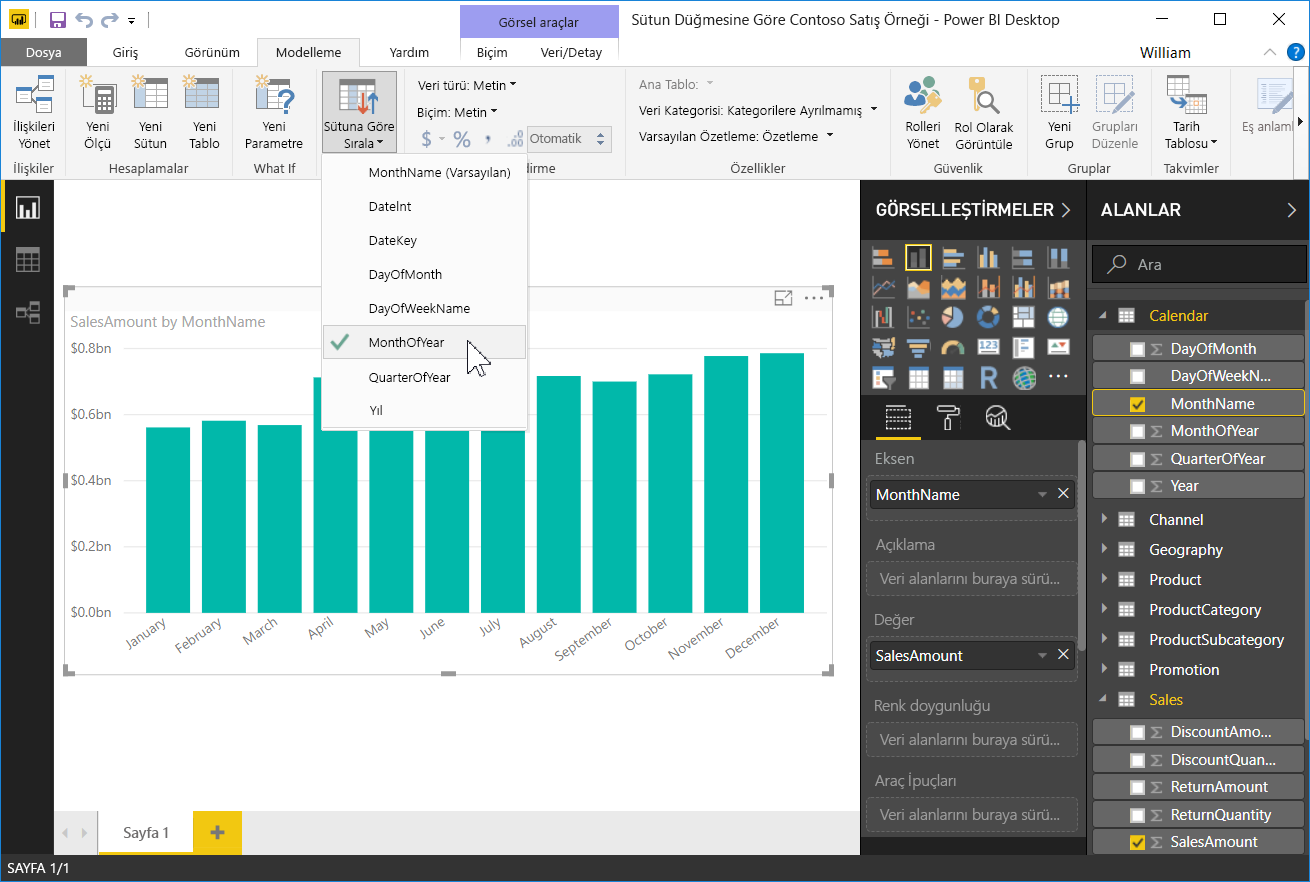 Görsel araçlar
Sütun Düğmesine Göre Contoso Satış Örneği - Power BI Desktop
Dosya
Giriş
Görünüm
Modelleme
Yardım
Biçim
Veri/Detay
William
?
İlişkileri
Yönet
İlişkiler
Yeni
Ölçü
Yeni
Sütun
Yeni
Tablo
Hesaplamalar
Yeni
Parametre
What If
Sütuna Göre
Sırala
Veri türü: Metin
Biçim: Metin
$ % , .00
Otomatik
dirme
Ana Tablo:
Veri Kategorisi: Kategorilere Ayrılmamış
Varsayılan Özetleme: Özetleme
Özellikler
Rolleri
Yönet
Rol Olarak
Görüntüle
Güvenlik
Yeni
Grup
Grupları
Düzenle
Gruplar
Tarih
Tablosu
Takvimler
Eş anlaml
MonthName (Varsayılan)
DateInt
DateKey
DayOfMonth
DayOfWeekName
MonthOfYear
QuarterOfYear
Yıl
SalesAmount by MonthName
$0.8bn
$0.6bn
$0.4bn
$0.2bn
$0.0bn
January
February
March
April
May
June
July
August
September
October
November
December
Sayfa 1
SAYFA 1/1
GÖRSELLEŞTİRMELER
123
R
Eksen
MonthName
Açıklama
Veri alanlarını buraya sürü...
Değer
SalesAmount
Renk doygunluğu
Veri alanlarını buraya sürü...
Araç İpuçları
Veri alanlarını buraya sürü...
ALANLAR
Ara
Calendar
DayOfMonth
DayOfWeekN...
MonthName
MonthOfYear
QuarterOfYear
Year
Channel
Geography
Product
ProductCategory
ProductSubcategory
Promotion
Sales
DiscountAmo...
DiscountQuan...
ReturnAmount
ReturnQuantity
SalesAmount